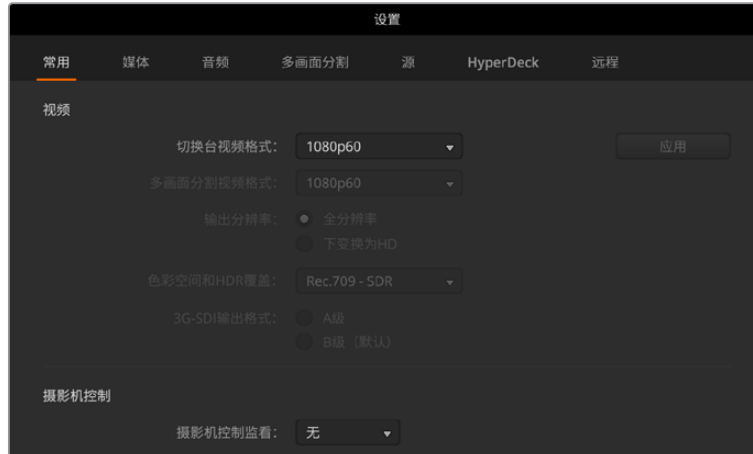 设置
常用 媒体 音频 多画面分割 源 HyperDeck 远程
视频
切换台视频格式： 1080p60 应用
多画面分割视频格式： 1080p60
输出分辨率： 全分辨率
下变换为HD
色彩空间和HDR覆盖： Rec.709 - SDR
3G-SDI输出格式： A级
B级（默认）
摄影机控制
摄影机控制监看： 无